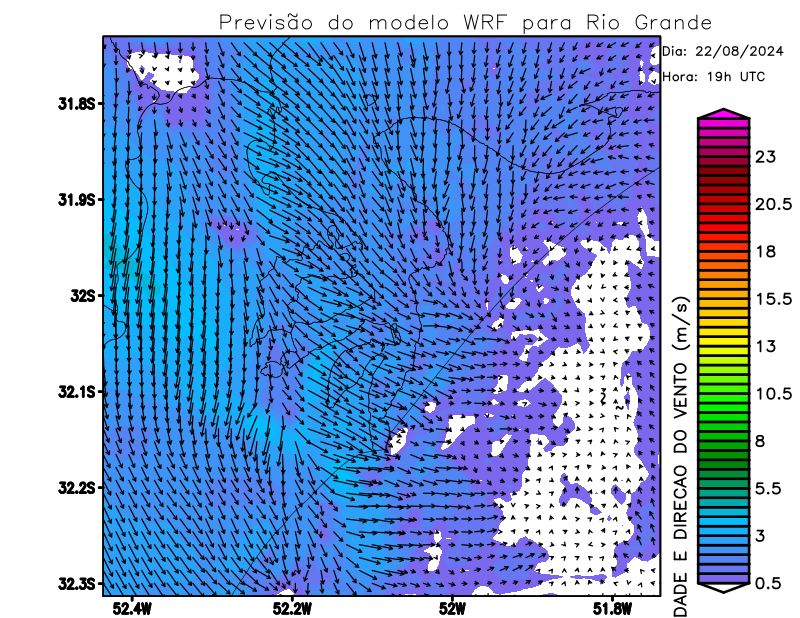 Previsão do modelo WRF para Rio Grande
Dia: 22/08/2024
Hora: 19h UTC
31.8S
31.9S
32S
32.1S
32.2S
32.3S
52.4W
52.2W
52W
51.8W
23
20.5
18
15.5
13
10.5
8
5.5
3
0.5
DADE E DIRECAO DO VENTO (m/s)